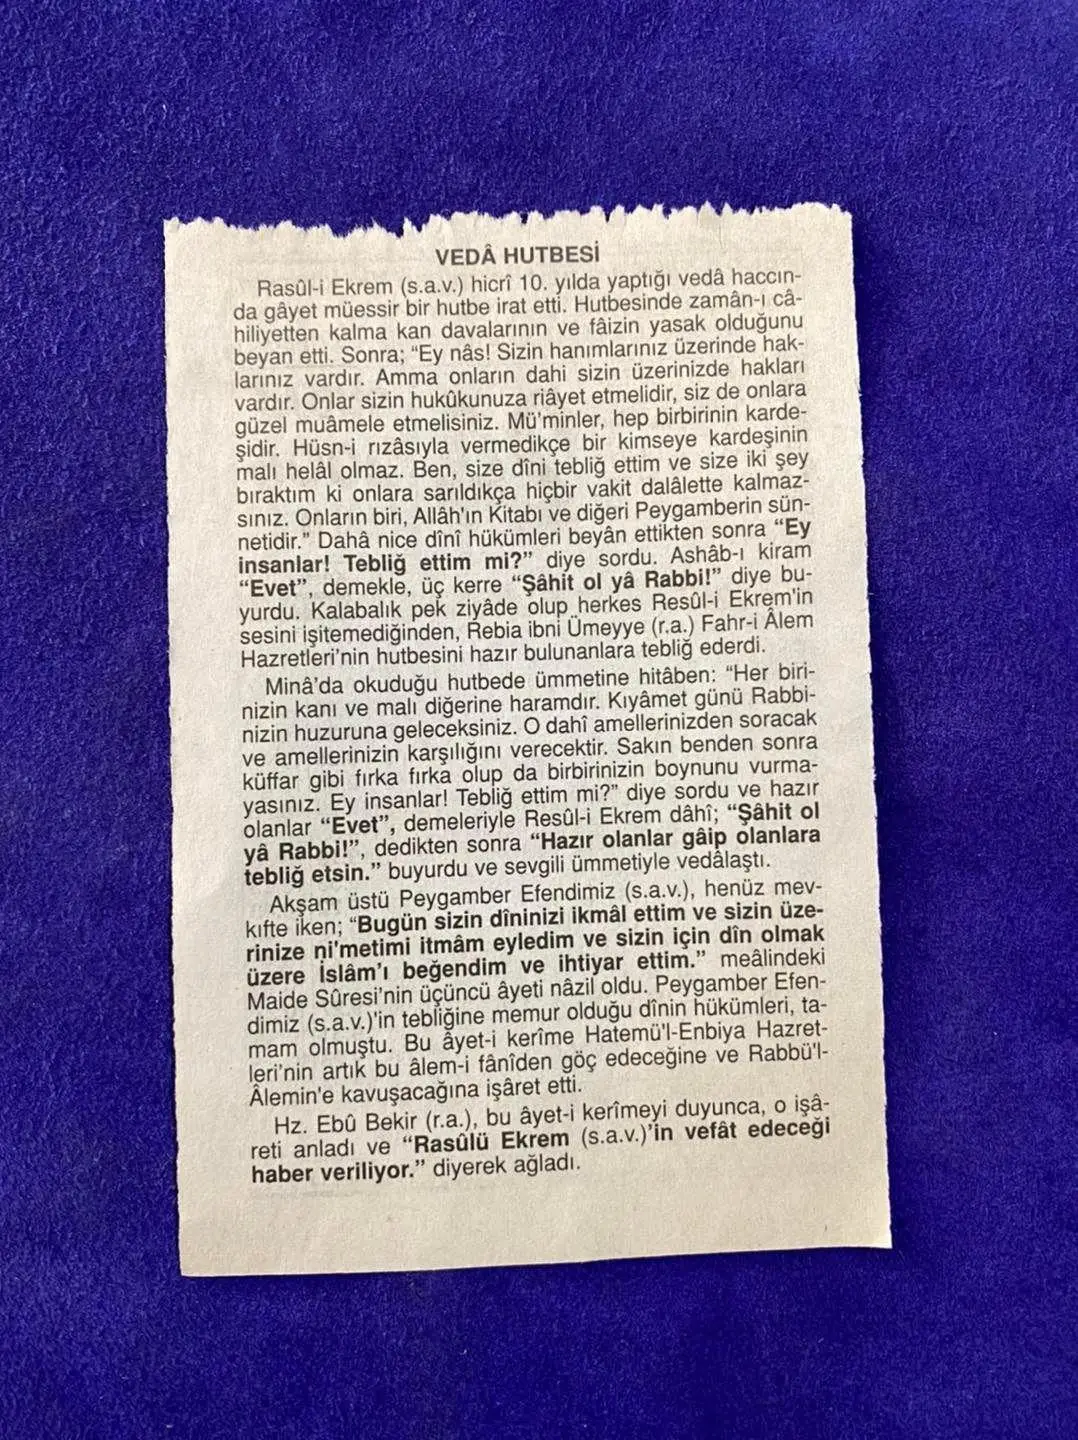 VEDÂ HUTBESİ
Rasûl-i Ekrem (s.a.v.) hicrî 10. yılda yaptığı vedâ haccın-
da gâyet müessir bir hutbe irat etti. Hutbesinde zamân-ı câ-
hiliyetten kalma kan davalarının ve fâizin yasak olduğunu
beyan etti. Sonra; “Ey nâs! Sizin hanımlarınız üzerinde hak-
larınız vardır. Amma onların dahi sizin üzerinizde hakları
vardır. Onlar sizin hukûkunuza riâyet etmelidir, siz de onlara
güzel muâmele etmelisiniz. Mü'minler, hep birbirinin karde-
şidir. Hüsn-i rızâsıyla vermedikçe bir kimseye kardeşinin
malı helâl olmaz. Ben, size dîni tebliğ ettim ve size iki şey
bıraktım ki onlara sarıldıkça hiçbir vakit dalâlette kalmaz-
sınız. Onların biri, Allâh'ın Kitabı ve diğeri Peygamberin sün-
netidir.” Dahâ nice dînî hükümleri beyân ettikten sonra “Ey
insanlar! Tebliğ ettim mi?” diye sordu. Ashâb-ı kiram
“Evet”, demekle, üç kerre “Şâhit ol yâ Rabbi!” diye bu-
yurdu. Kalabalık pek ziyâde olup herkes Resûl-i Ekrem'in
sesini işitemediğinden, Rebia ibni Ümeyye (r.a.) Fahr-i Âlem
Hazretleri'nin hutbesini hazır bulunanlara tebliğ ederdi.
Minâ'da okuduğu hutbede ümmetine hitâben: “Her biri-
nizin kanı ve malı diğerine haramdır. Kıyâmet günü Rabbi-
nizin huzuruna geleceksiniz. O dahî amellerinizden soracak
ve amellerinizin karşılığını verecektir. Sakın benden sonra
küffar gibi fırka fırka olup da birbirinizin boynunu vurma-
yasınız. Ey insanlar! Tebliğ ettim mi?” diye sordu ve hazır
olanlar “Evet”, demeleriyle Resûl-i Ekrem dâhî; “Şâhit ol
yâ Rabbi!”, dedikten sonra “Hazır olanlar gâip olanlara
tebliğ etsin.” buyurdu ve sevgili ümmetiyle vedâlaştı.
Akşam üstü Peygamber Efendimiz (s.a.v.), henüz mev-
kıfte iken; “Bugün sizin dîninizi ikmâl ettim ve sizin üze-
rinize ni'metimi itmâm eyledim ve sizin için dîn olmak
üzere İslâm'ı beğendim ve ihtiyar ettim.” meâlindeki
Maide Sûresi'nin üçüncü âyeti nâzil oldu. Peygamber Efen-
dimiz (s.a.v.)'in tebliğine memur olduğu dînin hükümleri, ta-
mam olmuştu. Bu âyet-i kerîme Hatemü'l-Enbiya Hazret-
leri'nin artık bu âlem-i fânîden göç edeceğine ve Rabbü'l-
Âlemin'e kavuşacağına işâret etti.
Hz. Ebû Bekir (r.a.), bu âyet-i kerîmeyi duyunca, o işâ-
reti anladı ve “Rasûlü Ekrem (s.a.v.)'in vefât edeceği
haber veriliyor.” diyerek ağladı.